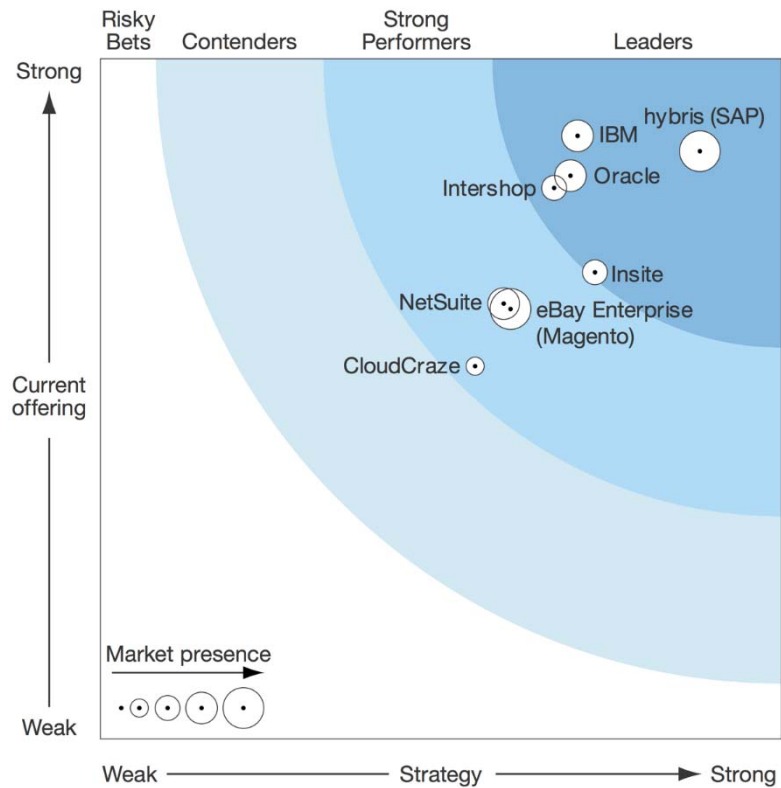 Risky
Bets
Contenders
Strong
Performers
Leaders
Strong
hybris (SAP)
IBM
Oracle
Intershop
Insite
NetSuite
eBay Enterprise
(Magento)
CloudCraze
Current
offering
Market presence
Weak
Weak
Strategy
Strong